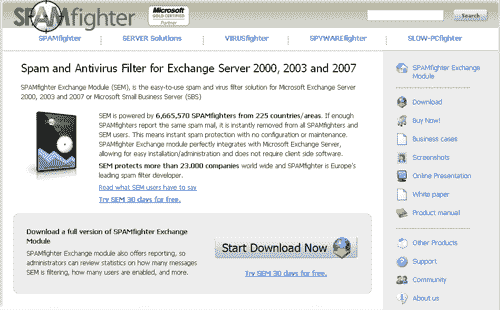 SPAMfighter
Microsoft
GOLD CERTIFIED
Partner
Search
SPAMfighter SERVER Solutions VIRUSfighter SPYWAREfighter SLOW-PCfighter
Spam and Antivirus Filter for Exchange Server 2000, 2003 and 2007
SPAMfighter Exchange Module (SEM), is the easy-to-use spam and virus filter solution for Microsoft Exchange Server
2000, 2003 and 2007 or Microsoft Small Business Server (SBS)
SEM is powered by 6,665,570 SPAMfighters from 225 countries/areas. If enough
SPAMfighters report the same spam mail, it is instantly removed from all SPAMfighters and
SEM users. This means instant spam protection with no configuration or maintenance.
SPAMfighter Exchange module perfectly integrates with Microsoft Exchange Server,
allowing for easy installation/administration and does not require client side software.
SEM protects more than 23.000 companies world wide and SPAMfighter is Europe's
leading spam filter developer.
Read what SEM users have to say
Try SEM 30 days for free.
Download a full version of SPAMfighter Exchange
Module
SPAMfighter Exchange module also offers reporting, so
administrators can review statistics on how many messages
SEM is filtering, how many users are enabled, and more.
Start Download Now
Try SEM 30 days for free.
SPAMfighter Exchange
Module
Download
Buy Now!
Business cases
Screenshots
Online Presentation
White paper
Product manual
Other Products
Support
Community
About us